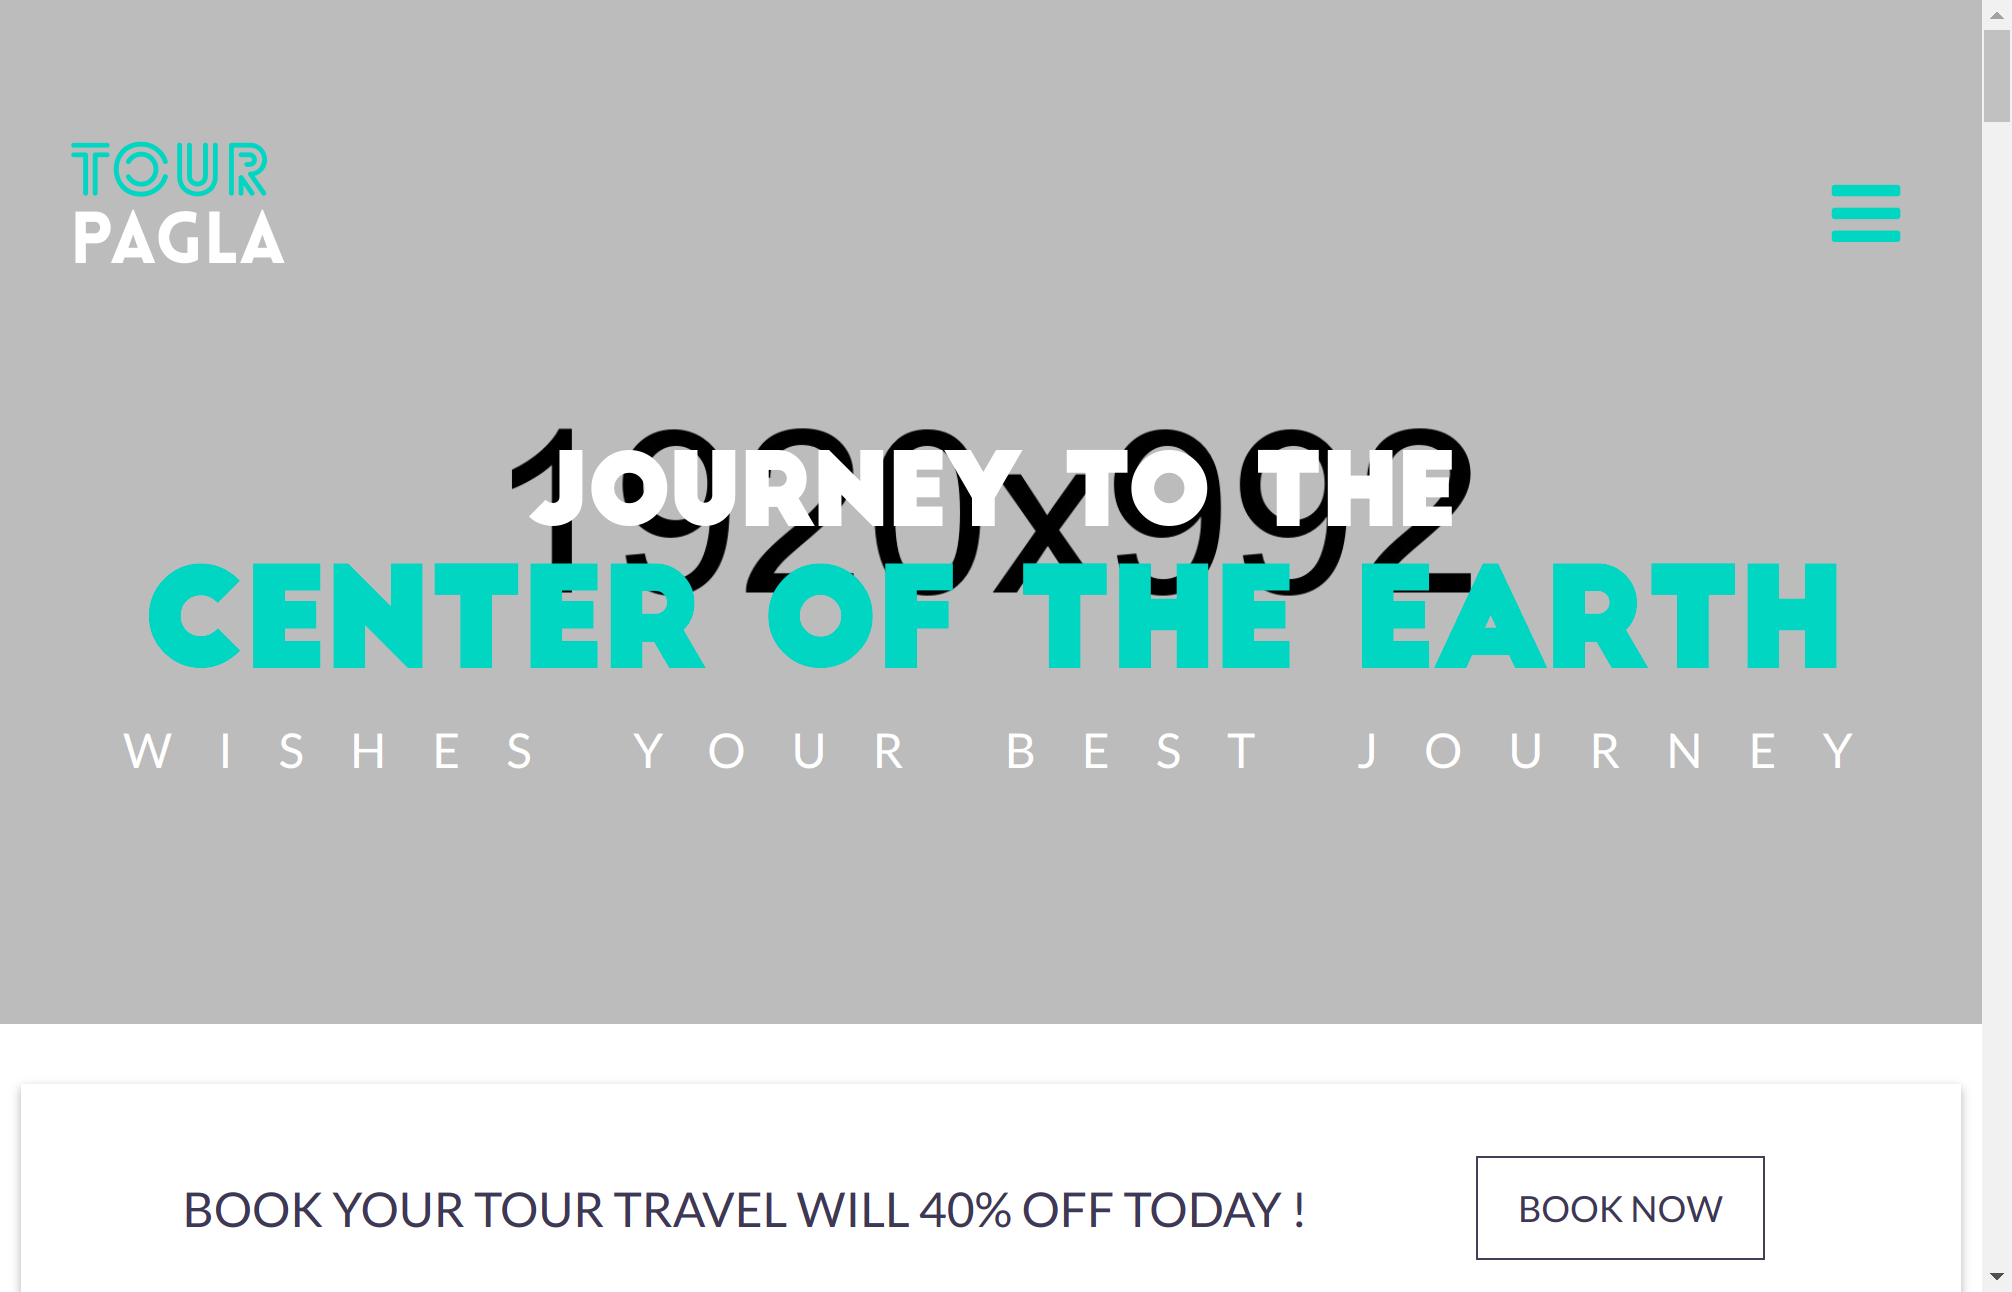 TOUR
PAGLA
1920x992
JOURNEY TO THE
CENTER OF THE EARTH
WISHES YOUR BEST JOURNEY
BOOK YOUR TOUR TRAVEL WILL 40% OFF TODAY !
BOOK NOW